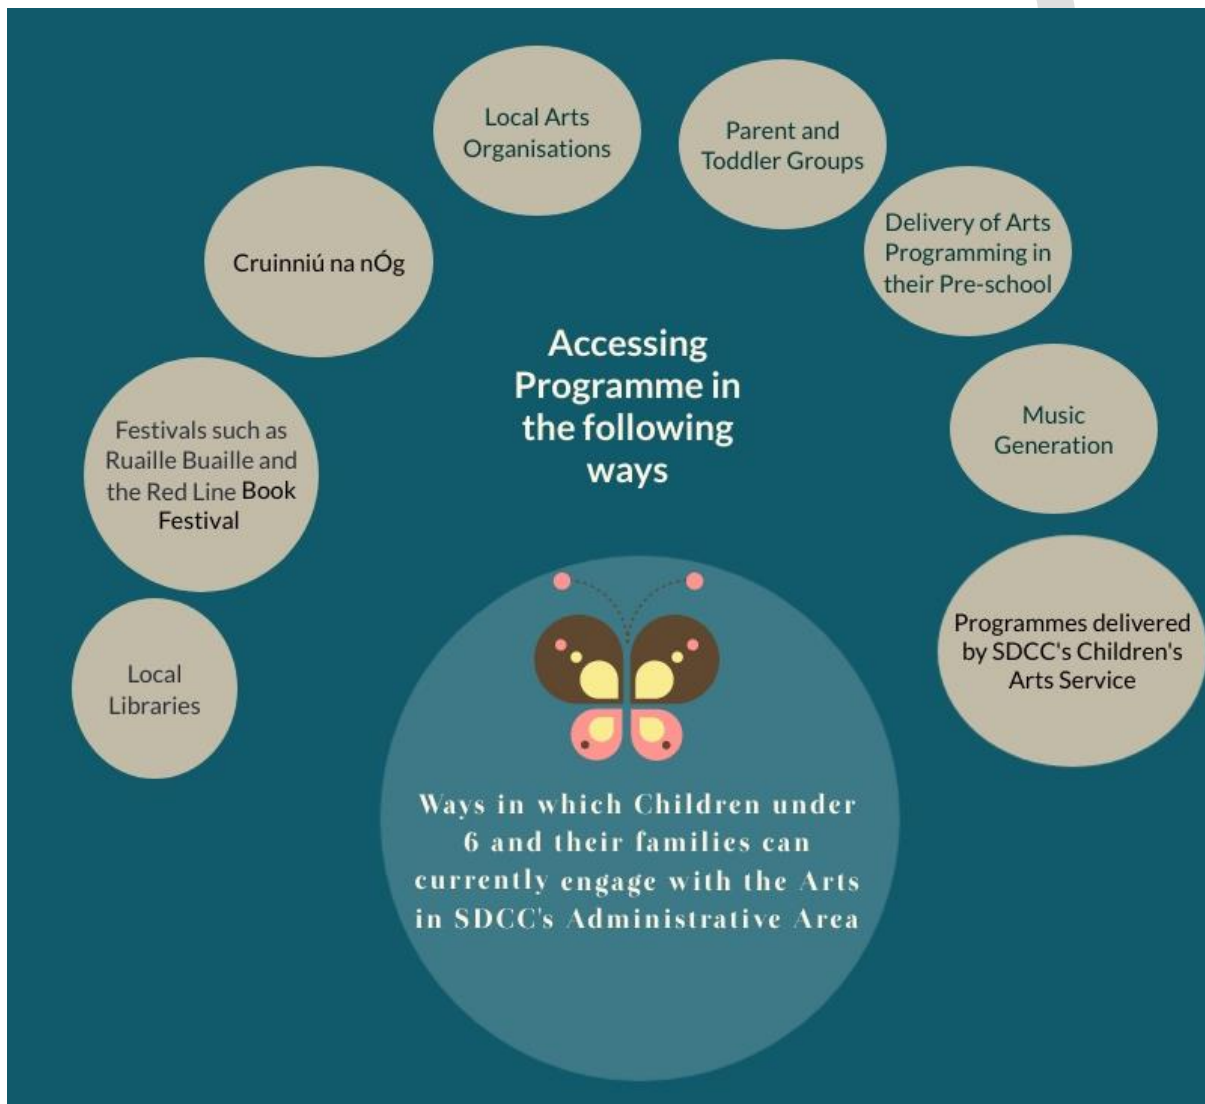 Local Arts
Organisations
Parent and
Toddler Groups
Cruinniú na nÓg
Delivery of Arts
Programming in
their Pre-school
Accessing
Programme in
the following
ways
Festivals such as
Ruaille Buaille and
the Red Line Book
Festival
Music
Generation
Local
Libraries
Programmes delivered
by SDCC's Children's
Arts Service
Ways in which Children under
6 and their families can
currently engage with the Arts
in SDCC's Administrative Area